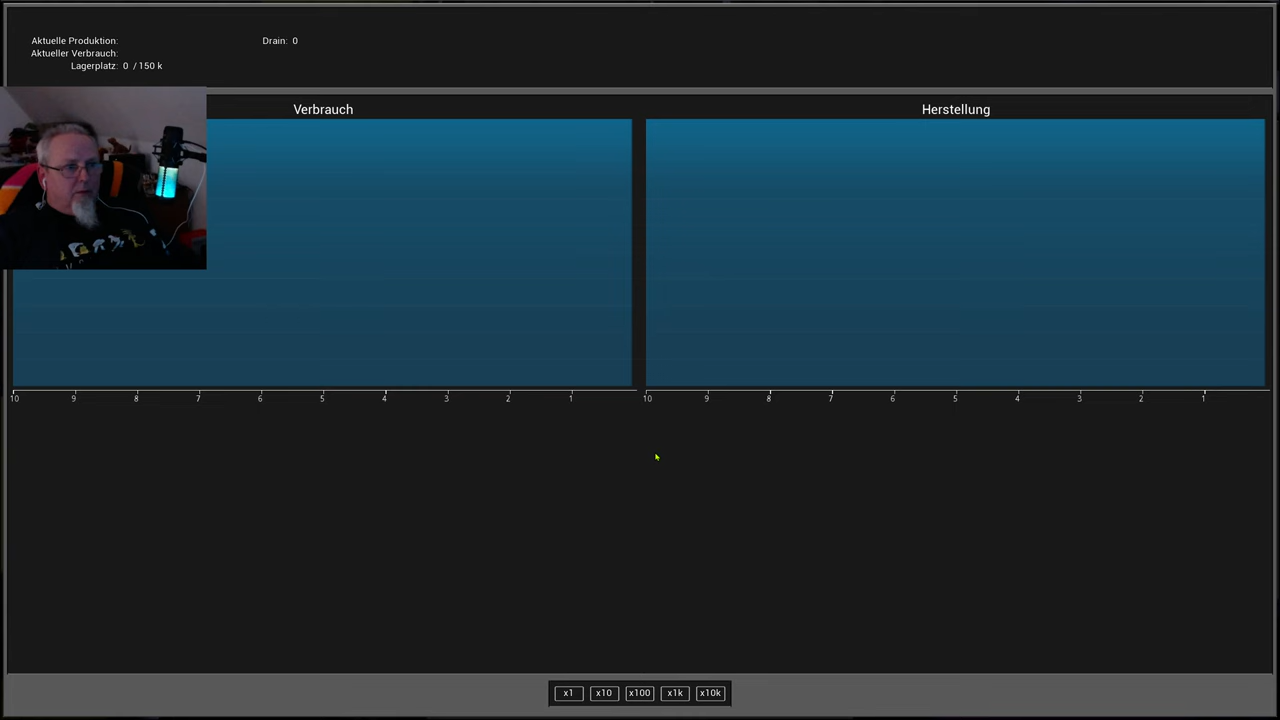 Aktuelle Produktion:
Drain: 0
Aktueller Verbrauch:
Lagerplatz: 0 / 150 k
Verbrauch
Herstellung
10 9 8 7 6 5 4 3 2 1
10 9 8 7 6 5 4 3 2 1
x1 x10 x100 x1k x10k